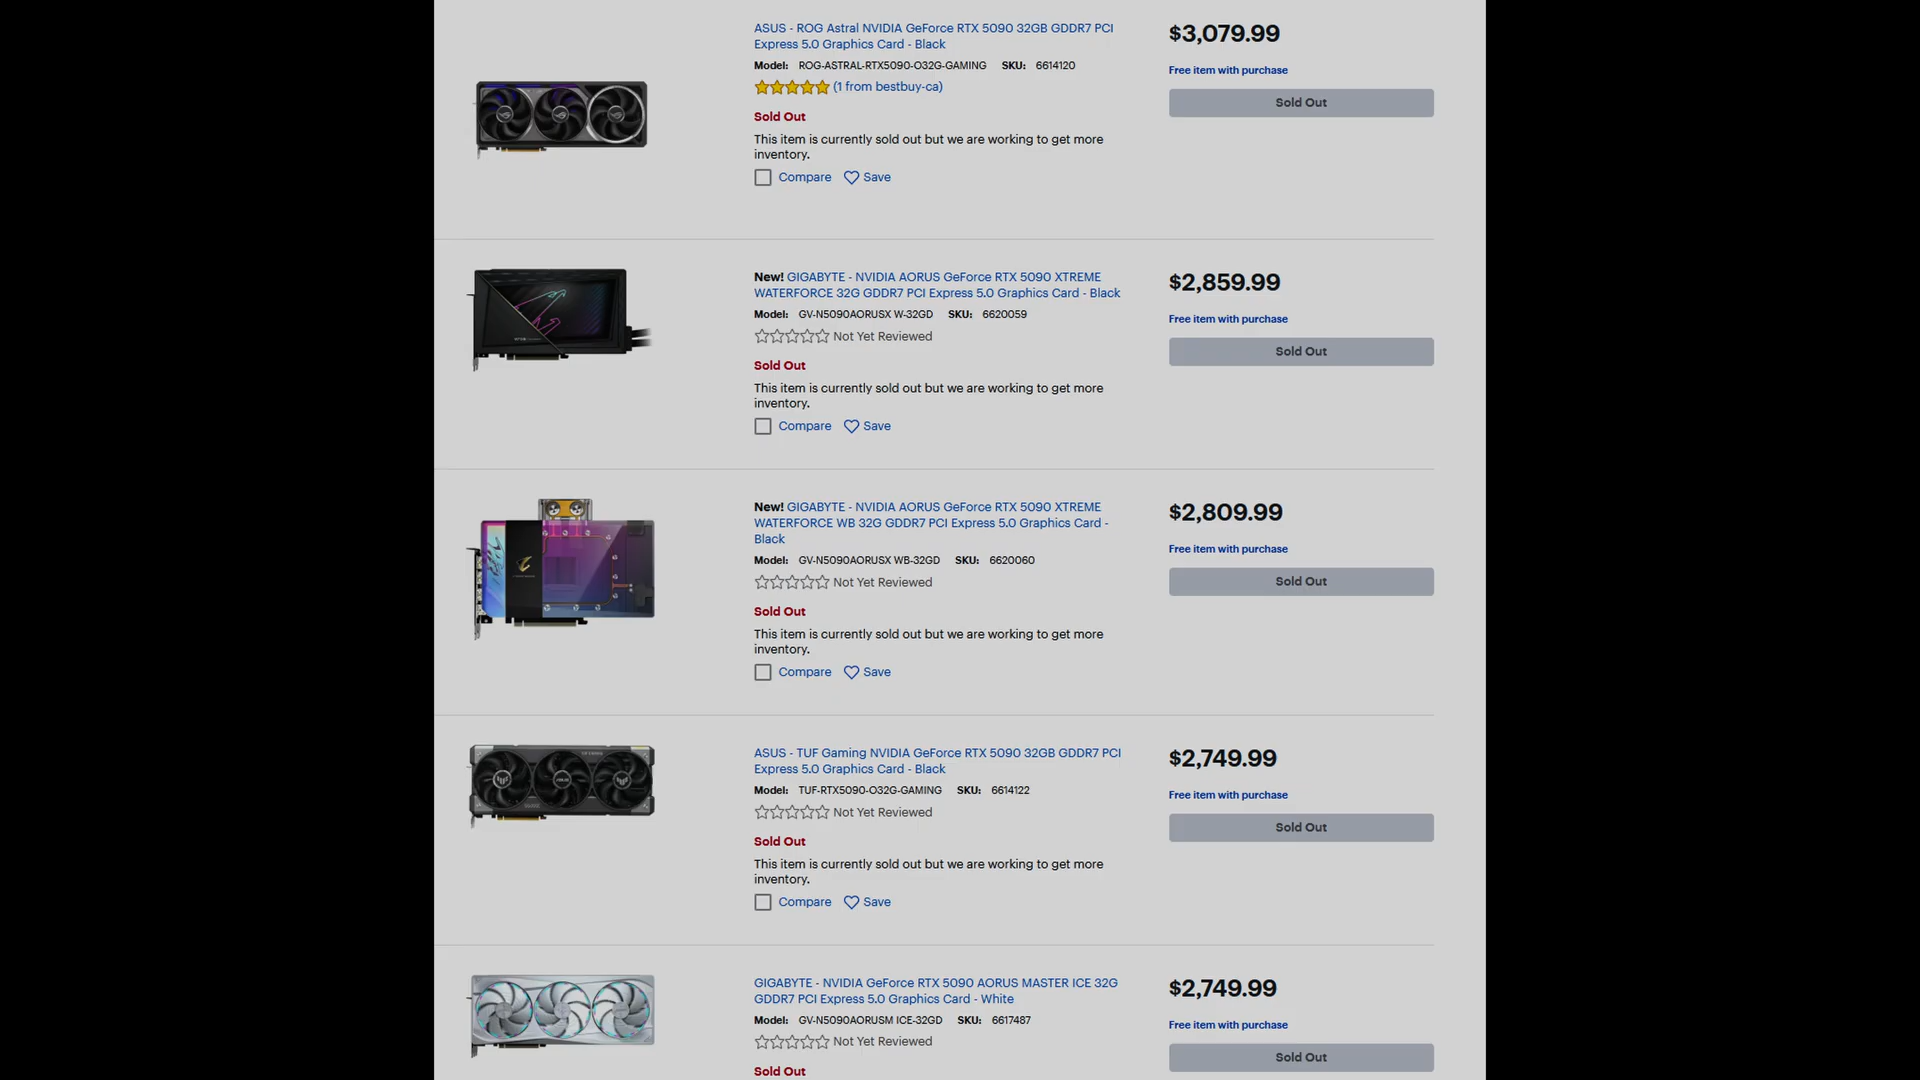 ASUS - ROG Astral NVIDIA GeForce RTX 5090 32GB GDDR7 PCI
Express 5.0 Graphics Card - Black
Model: ROG-ASTRAL-RTX5090-O32G-GAMING SKU: 6614120
(1 from bestbuy-ca)
Sold Out
This item is currently sold out but we are working to get more
inventory.
Compare Save
$3,079.99
Free item with purchase
Sold Out
New! GIGABYTE - NVIDIA AORUS GeForce RTX 5090 XTREME
WATERFORCE 32G GDDR7 PCI Express 5.0 Graphics Card - Black
Model: GV-N5090AORUSX W-32GD SKU: 6620059
Not Yet Reviewed
Sold Out
This item is currently sold out but we are working to get more
inventory.
Compare Save
$2,859.99
Free item with purchase
Sold Out
New! GIGABYTE - NVIDIA AORUS GeForce RTX 5090 XTREME
WATERFORCE WB 32G GDDR7 PCI Express 5.0 Graphics Card -
Black
Model: GV-N5090AORUSX WB-32GD SKU: 6620060
Not Yet Reviewed
Sold Out
This item is currently sold out but we are working to get more
inventory.
Compare Save
$2,809.99
Free item with purchase
Sold Out
ASUS - TUF Gaming NVIDIA GeForce RTX 5090 32GB GDDR7 PCI
Express 5.0 Graphics Card - Black
Model: TUF-RTX5090-O32G-GAMING SKU: 6614122
Not Yet Reviewed
Sold Out
This item is currently sold out but we are working to get more
inventory.
Compare Save
$2,749.99
Free item with purchase
Sold Out
GIGABYTE - NVIDIA GeForce RTX 5090 AORUS MASTER ICE 32G
GDDR7 PCI Express 5.0 Graphics Card - White
Model: GV-N5090AORUSM ICE-32GD SKU: 6617487
Not Yet Reviewed
Sold Out
$2,749.99
Free item with purchase
Sold Out